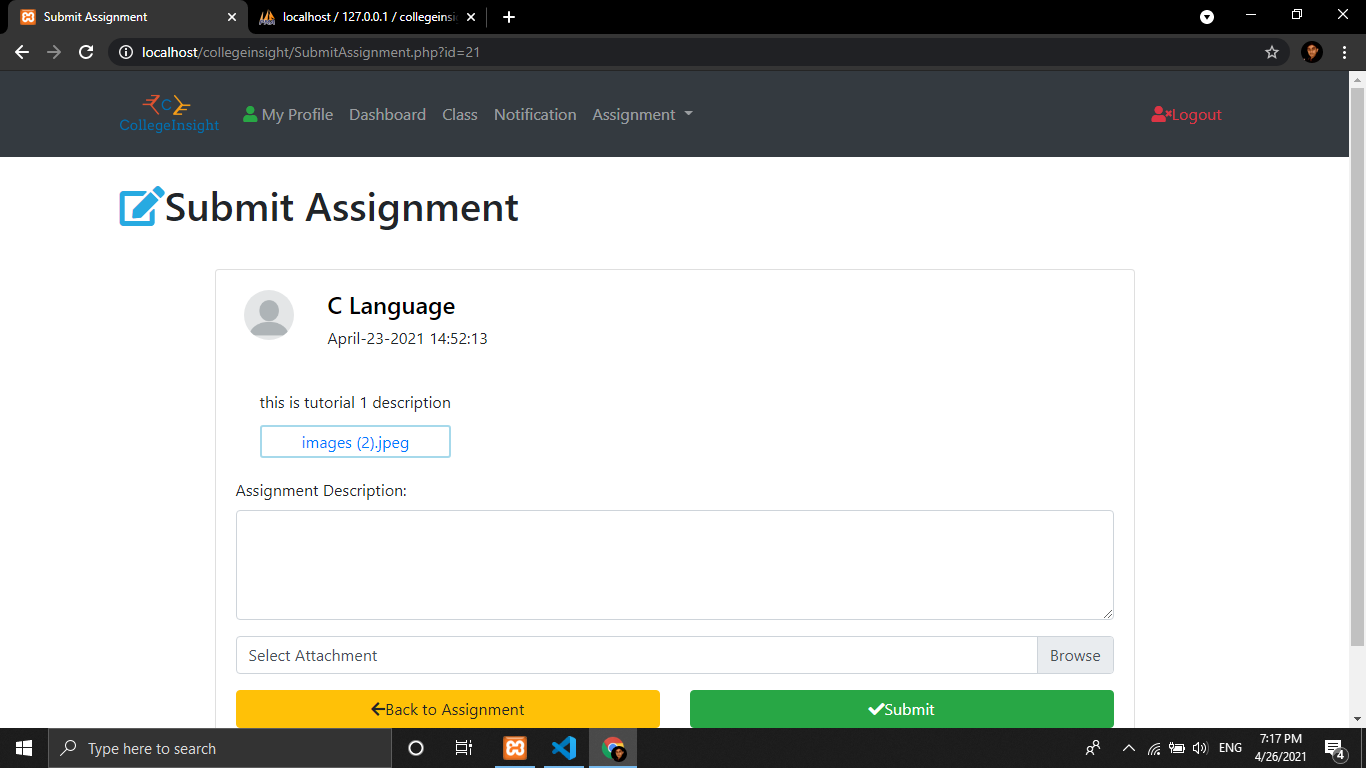 Submit Assignment
localhost / 127.0.0.1 / collegeinsi
localhost/collegeinsight/SubmitAssignment.php?id=21
C
CollegeInsight
My Profile Dashboard Class Notification Assignment
Logout
Submit Assignment
C Language
April-23-2021 14:52:13
this is tutorial 1 description
images (2).jpeg
Assignment Description:
Select Attachment
Browse
Back to Assignment
Submit
Type here to search
ENG
7:17 PM
4/26/2021
4